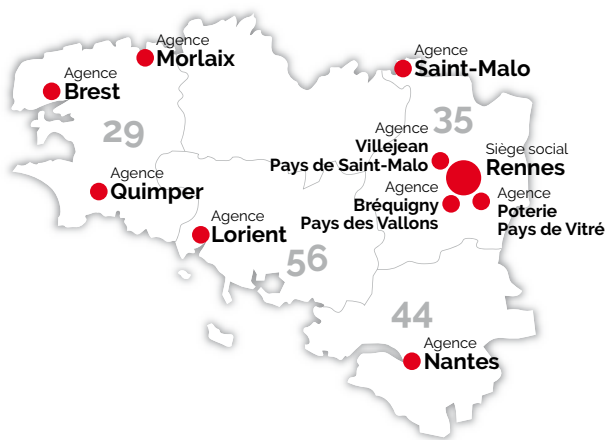 Agence
Morlaix
Agence
Brest
29
Agence
Quimper
Agence
Lorient
56
Agence
Saint-Malo
35
Agence
Villejean
Pays de Saint-Malo
Siège social
Rennes
Agence
Bréquigny
Pays des Vallons
Agence
Poterie
Pays de Vitré
44
Agence
Nantes